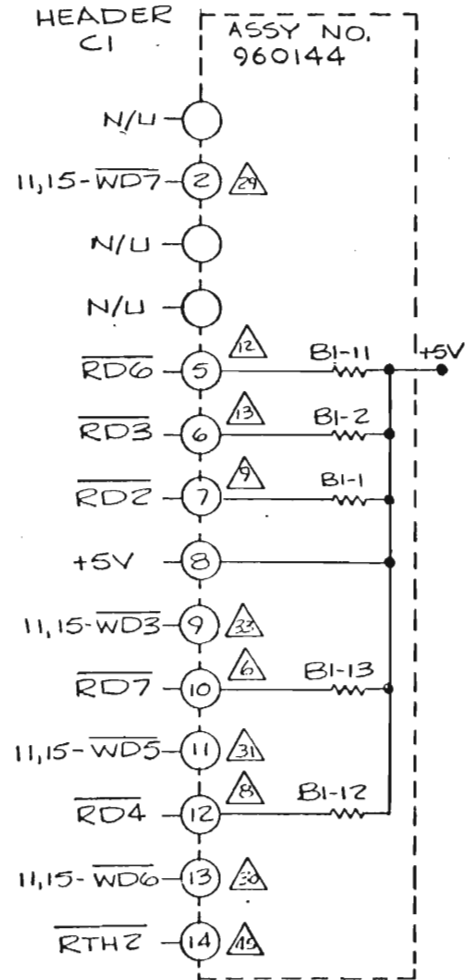 HEADER
C1
ASSY NO.
960144
N/U
11,15-WD7 2 29
N/U
N/U
RD6 5 12 B1-11 +5V
RD3 6 13 B1-2
RD2 7 9 B1-1
+5V 8
11,15-WD3 9
RD7 10 6 B1-13
11,15-WD5 11 31
RD4 12 8 B1-12
11,15-WD6 13 30
RTHZ 14